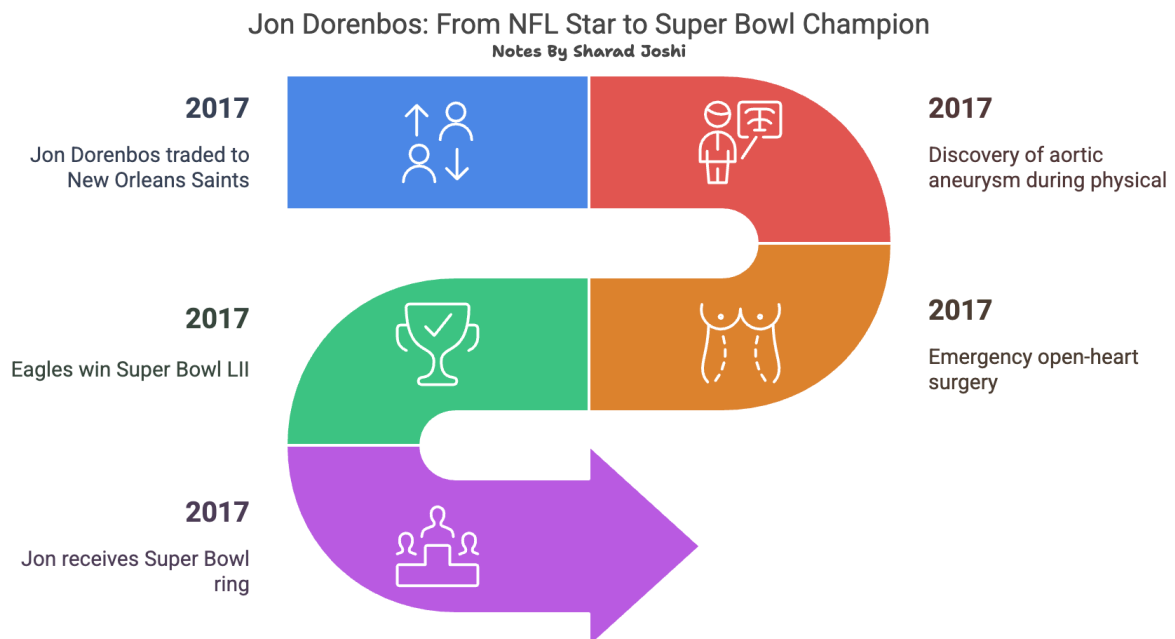 Jon Dorenbos: From NFL Star to Super Bowl Champion
Notes By Sharad Joshi
2017
Jon Dorenbos traded to
New Orleans Saints
2017
Discovery of aortic
aneurysm during physical
2017
Emergency open-heart
surgery
2017
Eagles win Super Bowl LII
2017
Jon receives Super Bowl
ring